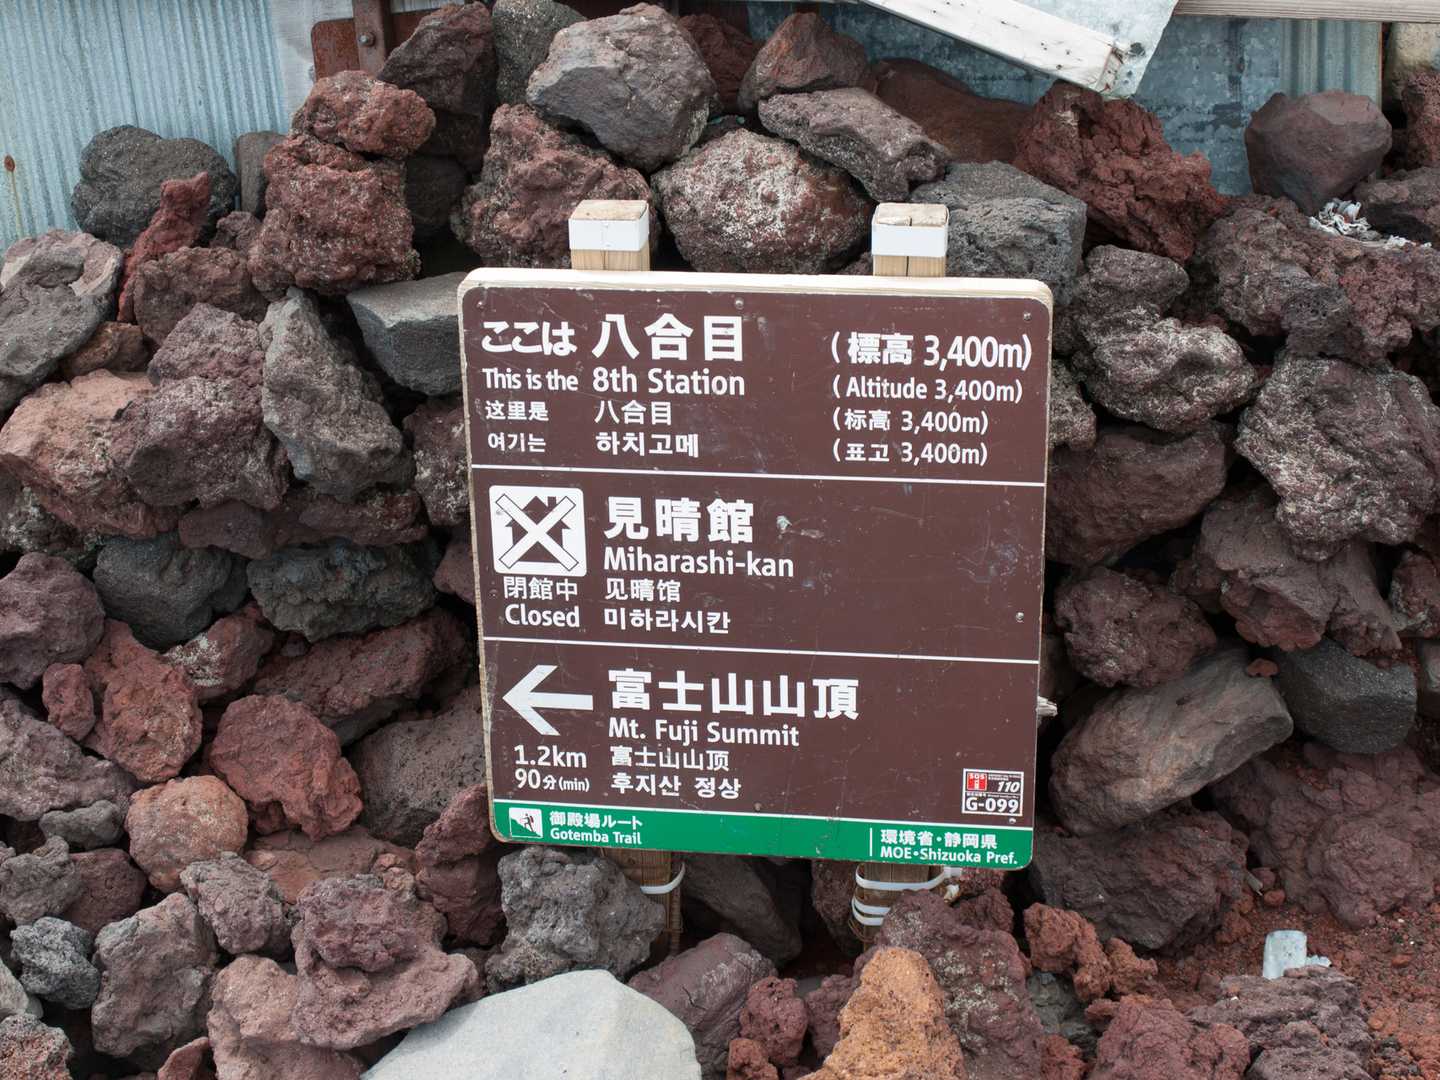 ここは 八合目 (標高 3,400m)
This is the 8th Station (Altitude 3,400m)
这里是 八合目 (标高 3,400m)
여기는 하치고메 (표고 3,400m)
見晴館
Miharashi-kan
閉館中 见晴馆
Closed 미하라시칸
富士山山頂
Mt. Fuji Summit
1.2km 富士山山顶
90分(min) 후지산 정상
SOS 110
G-099
御殿場ルート
Gotemba Trail
環境省・静岡県
MOE・Shizuoka Pref.